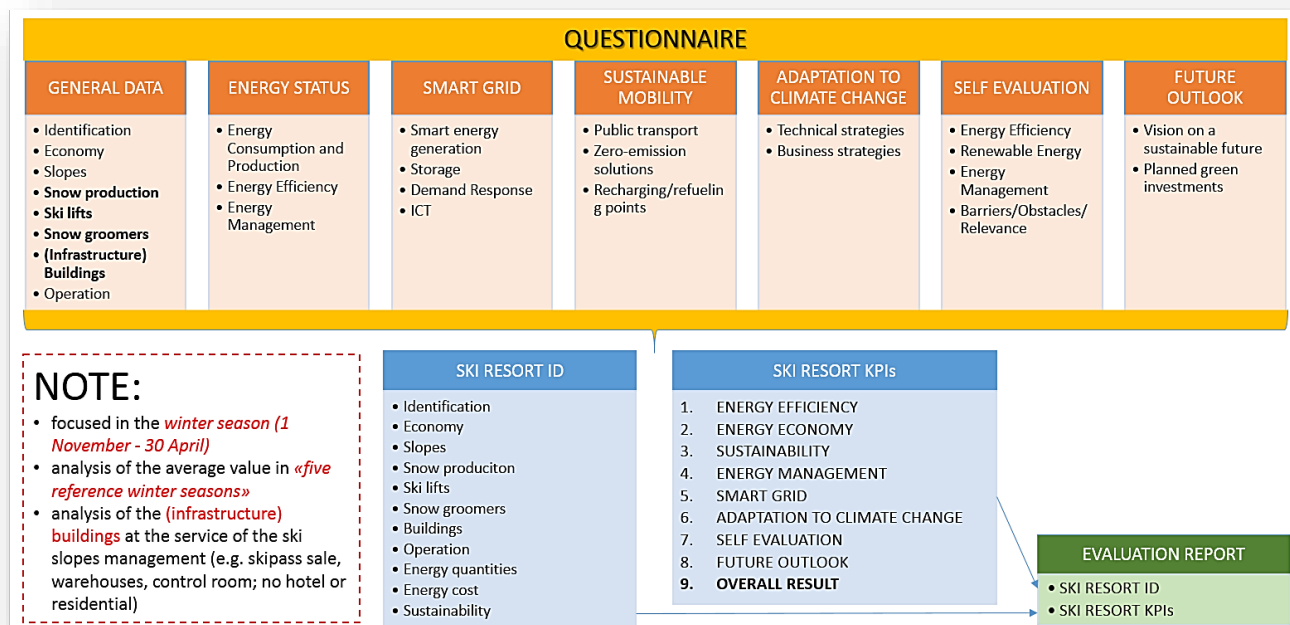 QUESTIONNAIRE
GENERAL DATA
• Identification
• Economy
• Slopes
• Snow production
• Ski lifts
• Snow groomers
• (Infrastructure)
Buildings
• Operation
ENERGY STATUS
• Energy
Consumption and
Production
• Energy Efficiency
• Energy
Management
SMART GRID
• Smart energy
generation
• Storage
• Demand Response
• ICT
SUSTAINABLE
MOBILITY
• Public transport
• Zero-emission
solutions
• Recharging/refuelin
g points
ADAPTATION TO
CLIMATE CHANGE
• Technical strategies
• Business strategies
SELF EVALUATION
• Energy Efficiency
• Renewable Energy
• Energy
Management
• Barriers/Obstacles/
Relevance
FUTURE
OUTLOOK
• Vision on a
sustainable future
• Planned green
investments
NOTE:
• focused in the winter season (1
November - 30 April)
• analysis of the average value in «five
reference winter seasons»
• analysis of the (infrastructure)
buildings at the service of the ski
slopes management (e.g. skipass sale,
warehouses, control room; no hotel or
residential)
SKI RESORT ID
• Identification
• Economy
• Slopes
• Snow produciton
• Ski lifts
• Snow groomers
• Buildings
• Operation
• Energy quantities
• Energy cost
• Sustainability
SKI RESORT KPIs
1. ENERGY EFFICIENCY
2. ENERGY ECONOMY
3. SUSTAINABILITY
4. ENERGY MANAGEMENT
5. SMART GRID
6. ADAPTATION TO CLIMATE CHANGE
7. SELF EVALUATION
8. FUTURE OUTLOOK
9. OVERALL RESULT
EVALUATION REPORT
• SKI RESORT ID
• SKI RESORT KPIs